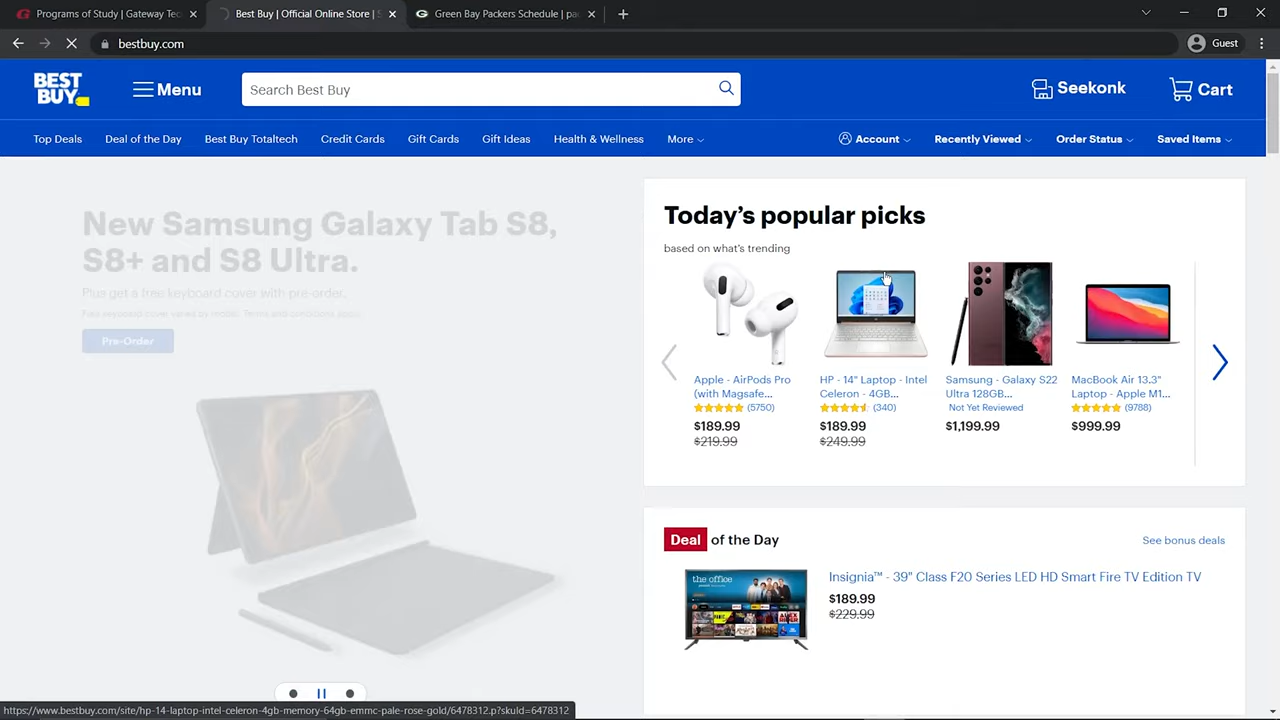 Programs of Study | Gateway Tec
Best Buy | Official Online Store | S
Green Bay Packers Schedule | pac
bestbuy.com
Guest
BEST BUY
Menu
Search Best Buy
Seekonk
Cart
Top Deals
Deal of the Day
Best Buy Totaltech
Credit Cards
Gift Cards
Gift Ideas
Health & Wellness
More
Account
Recently Viewed
Order Status
Saved Items
New Samsung Galaxy Tab S8,
S8+ and S8 Ultra.
Plus get a free keyboard cover with pre-order.
Free keyboard cover varies by model. Terms and conditions apply.
Pre-Order
Today's popular picks
based on what's trending
Apple - AirPods Pro
(with Magsafe...
(5750)
$189.99
$219.99
HP - 14" Laptop - Intel
Celeron - 4GB...
(340)
$189.99
$249.99
Samsung - Galaxy S22
Ultra 128GB...
Not Yet Reviewed
$1,199.99
MacBook Air 13.3"
Laptop - Apple M1...
(9788)
$999.99
Deal of the Day
See bonus deals
the office
Insignia™ - 39" Class F20 Series LED HD Smart Fire TV Edition TV
$189.99
$229.99
https://www.bestbuy.com/site/hp-14-laptop-intel-celeron-4gb-memory-64gb-emmc-pale-rose-gold/6478312.p?skuId=6478312